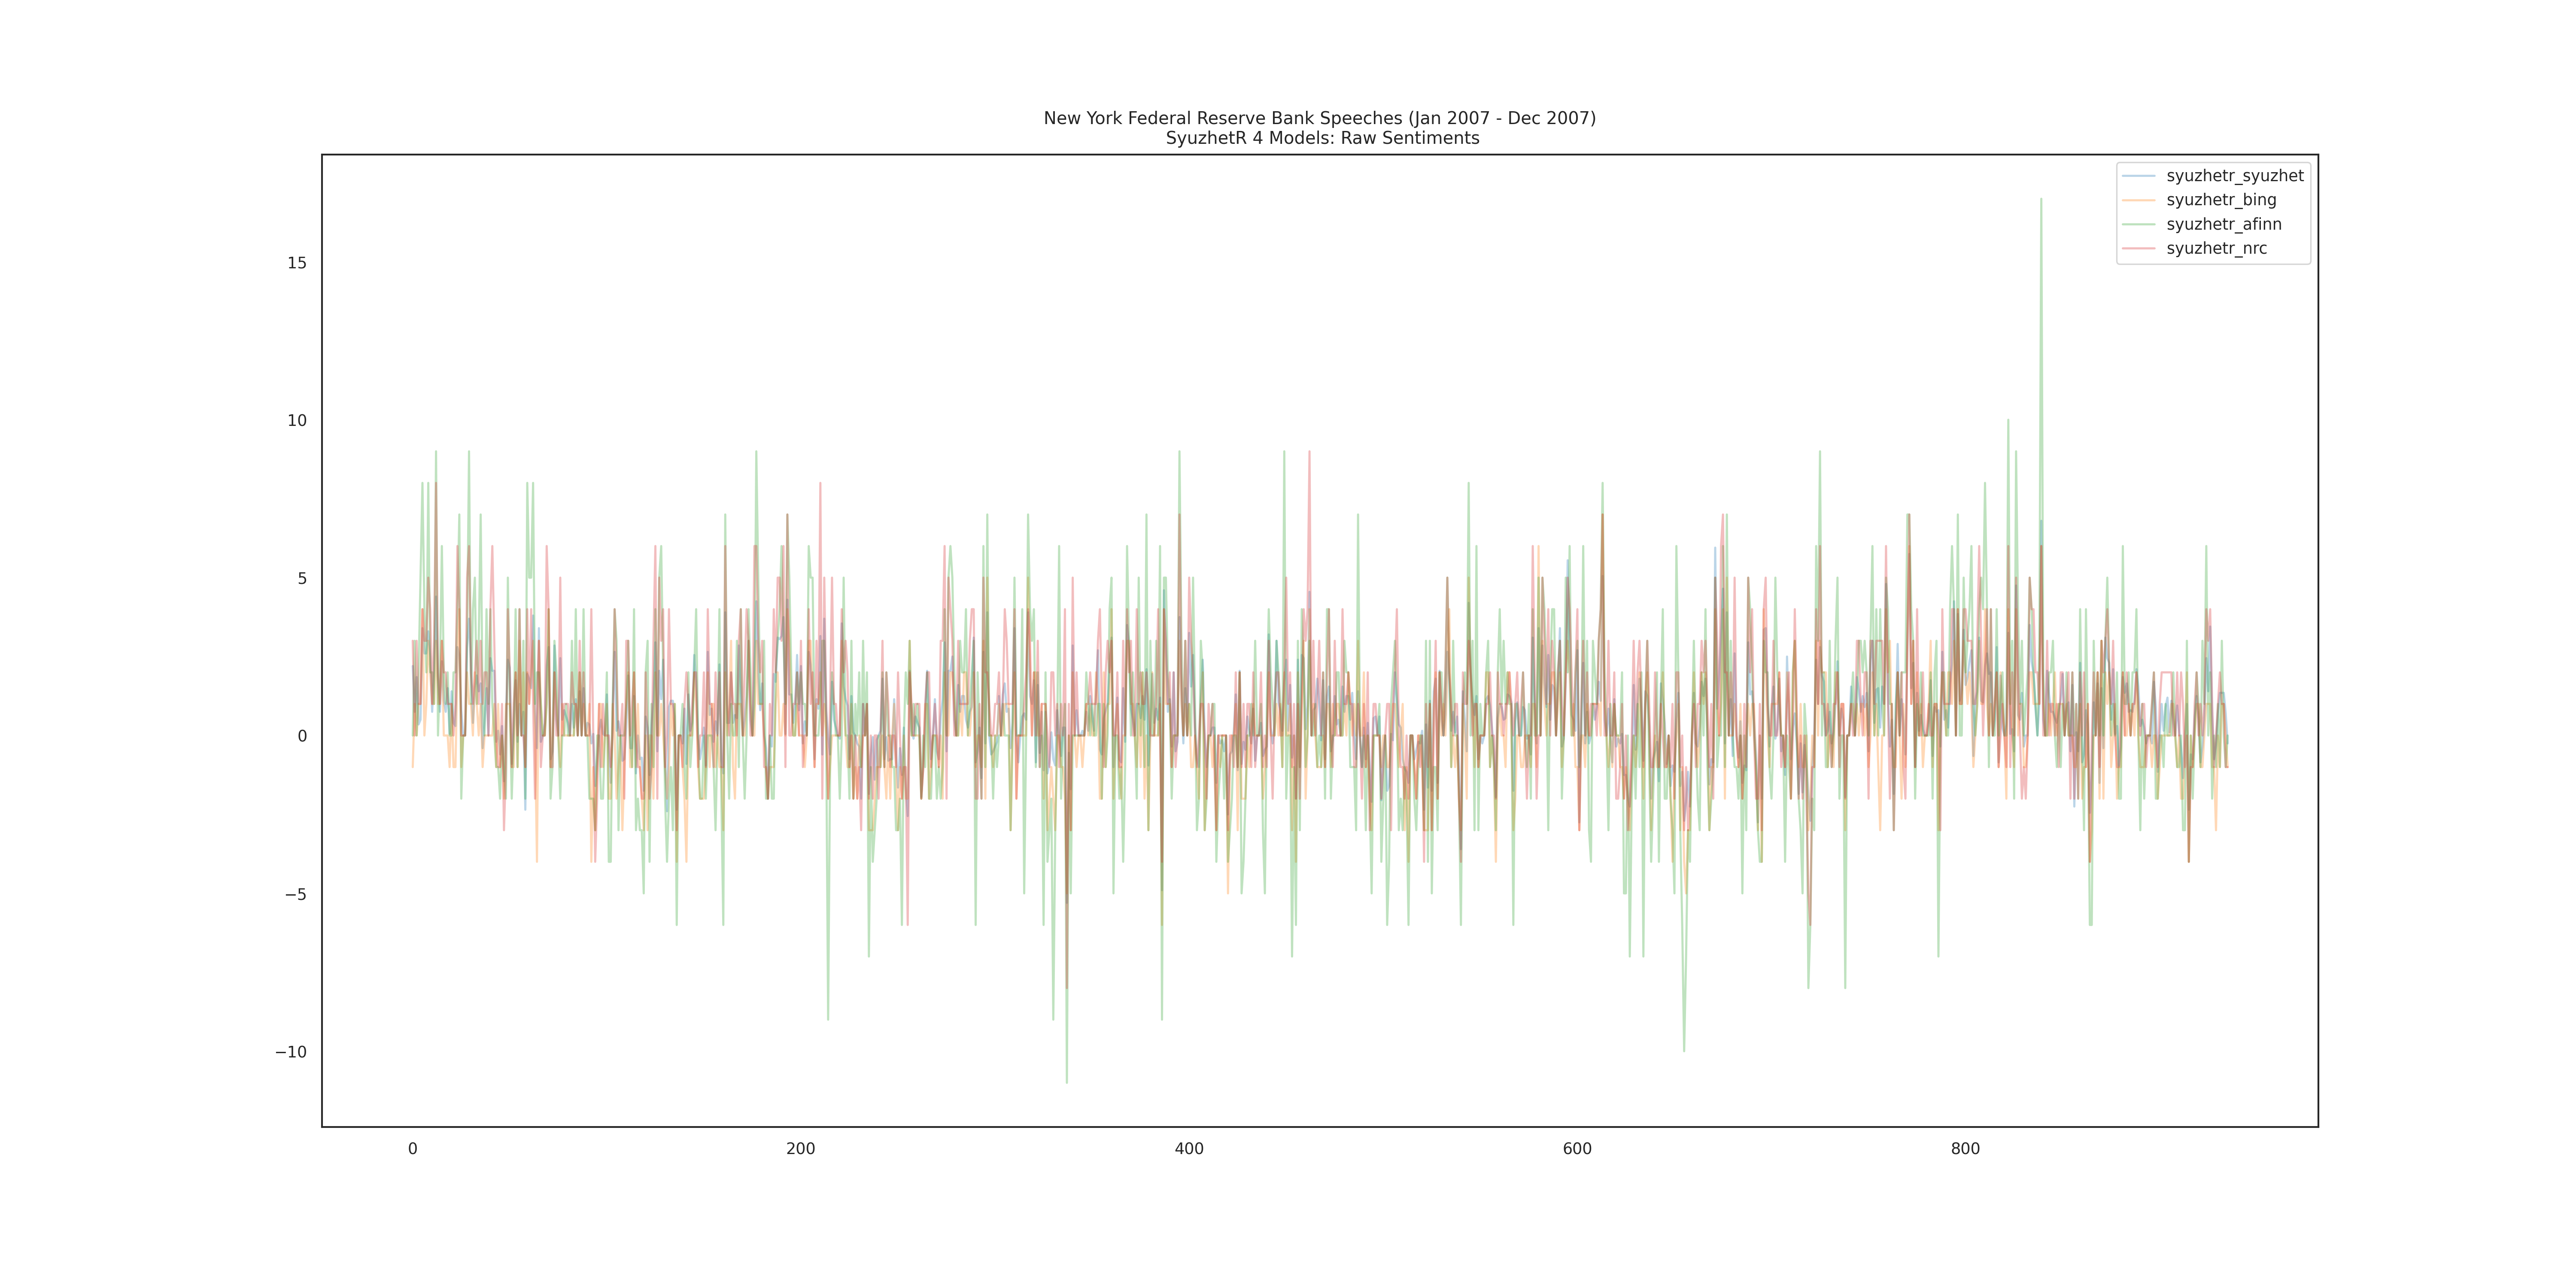 New York Federal Reserve Bank Speeches (Jan 2007 - Dec 2007)
SyuzhetR 4 Models: Raw Sentiments
syuzhetr_syuzhet
syuzhetr_bing
syuzhetr_afinn
syuzhetr_nrc
15
10
5
0
−5
−10
0 200 400 600 800